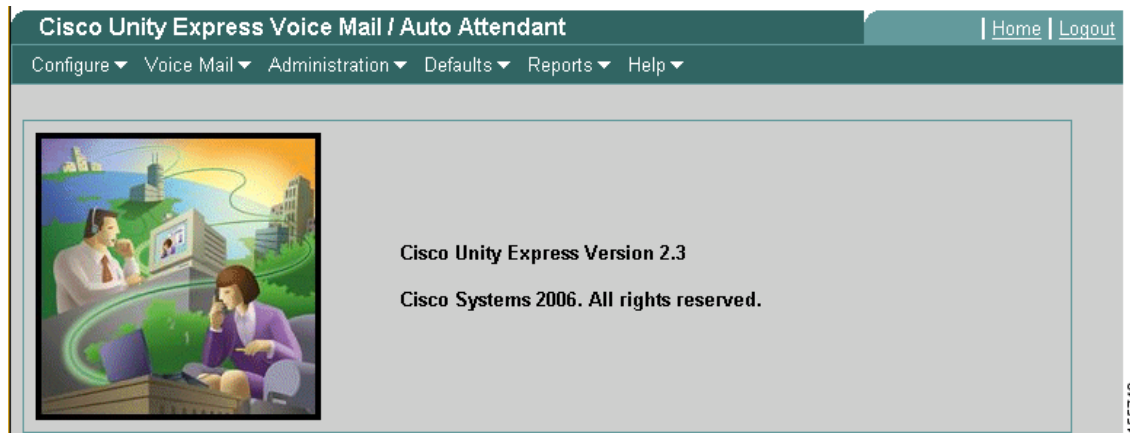 Cisco Unity Express Voice Mail / Auto Attendant
Home | Logout
Configure Voice Mail Administration Defaults Reports Help
Cisco Unity Express Version 2.3
Cisco Systems 2006. All rights reserved.